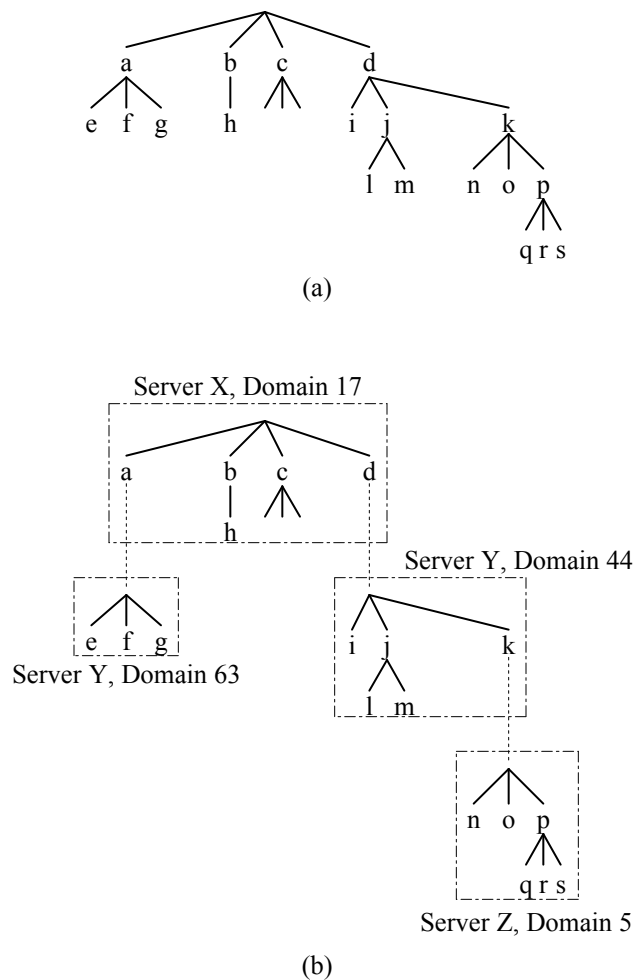 a b c d
e f g h i j k
l m n o p
q r s
(a)
Server X, Domain 17
a b c d
h
Server Y, Domain 44
e f g i j k
Server Y, Domain 63
l m
n o p
q r s
Server Z, Domain 5
(b)